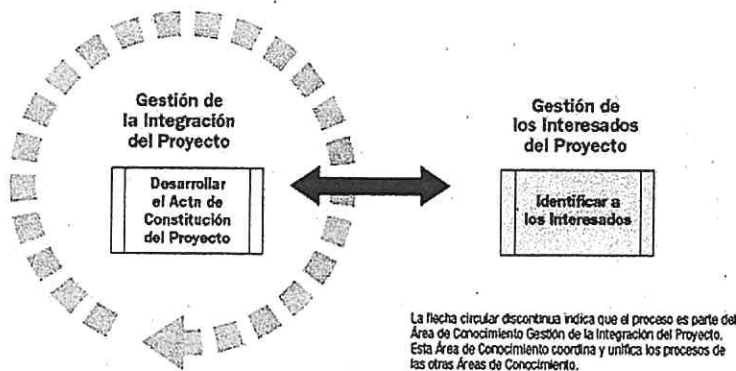 Gestión de
la Integración
del Proyecto
Desarrollar
el Acta de
Constitución
del Proyecto
Gestión de
los Interesados
del Proyecto
Identificar a
los Interesados
La flecha circular discontinua indica que el proceso es parte del
Área de Conocimiento Gestión de la Integración del Proyecto.
Esta Área de Conocimiento coordina y unifica los procesos de
las otras Áreas de Conocimiento.